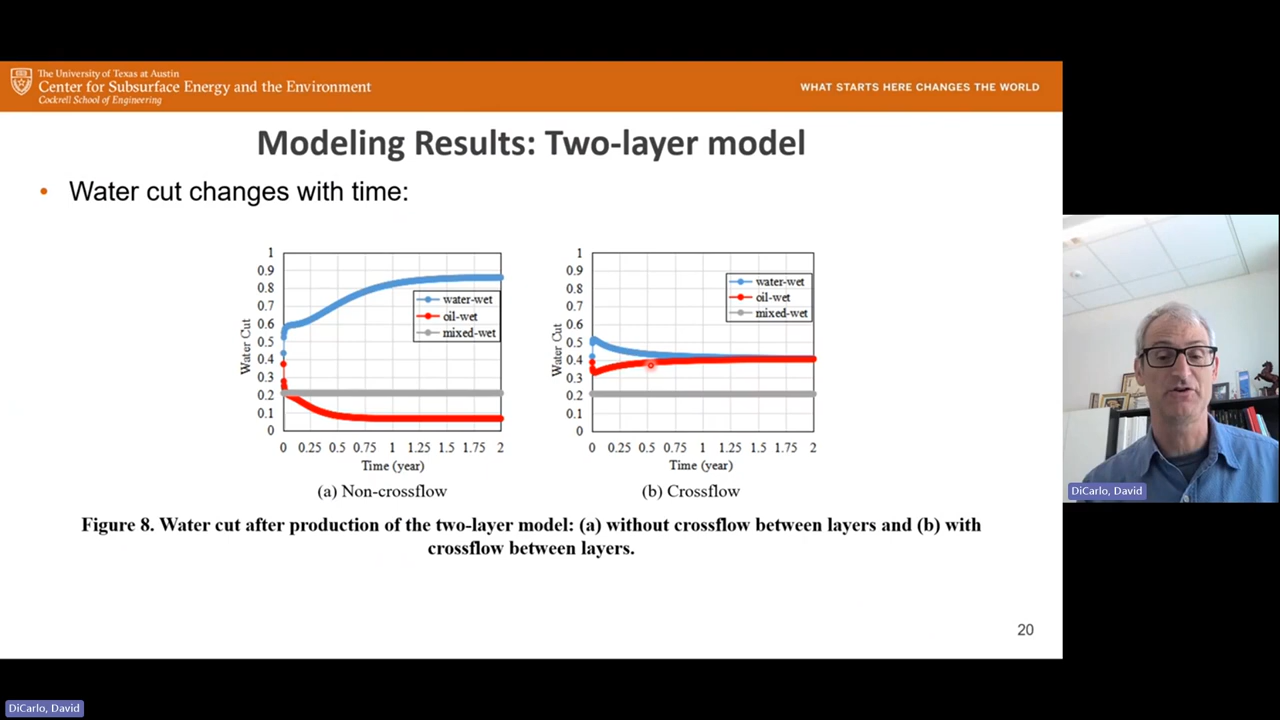 The University of Texas at Austin
Center for Subsurface Energy and the Environment
Cockrell School of Engineering
WHAT STARTS HERE CHANGES THE WORLD
Modeling Results: Two-layer model
• Water cut changes with time:
1
0.9
0.8
0.7
0.6
0.5
0.4
0.3
0.2
0.1
0
Water Cut
water-wet
oil-wet
mixed-wet
0 0.25 0.5 0.75 1 1.25 1.5 1.75 2
Time (year)
(a) Non-crossflow
1
0.9
0.8
0.7
0.6
0.5
0.4
0.3
0.2
0.1
0
Water Cut
water-wet
oil-wet
mixed-wet
0 0.25 0.5 0.75 1 1.25 1.5 1.75 2
Time (year)
(b) Crossflow
Figure 8. Water cut after production of the two-layer model: (a) without crossflow between layers and (b) with
crossflow between layers.
20
DiCarlo, David
DiCarlo, David